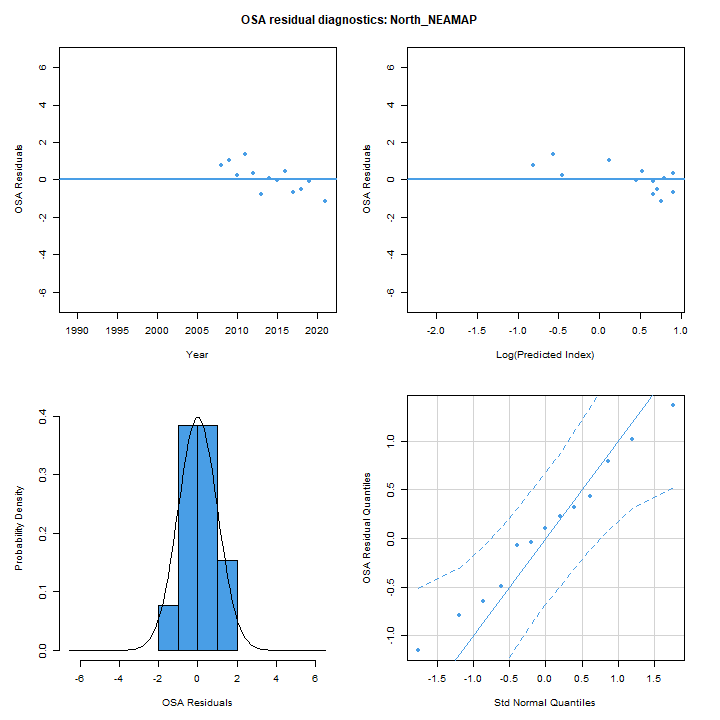 OSA residual diagnostics: North_NEAMAP
OSA Residuals
6
4
2
0
-2
-4
-6
1990 1995 2000 2005 2010 2015 2020
Year
OSA Residuals
6
4
2
0
-2
-4
-6
-2.0 -1.5 -1.0 -0.5 0.0 0.5 1.0
Log(Predicted Index)
Probability Density
0.4
0.3
0.2
0.1
0.0
-6 -4 -2 0 2 4 6
OSA Residuals
OSA Residual Quantiles
1.0
0.5
0.0
-0.5
-1.0
-1.5 -1.0 -0.5 0.0 0.5 1.0 1.5
Std Normal Quantiles